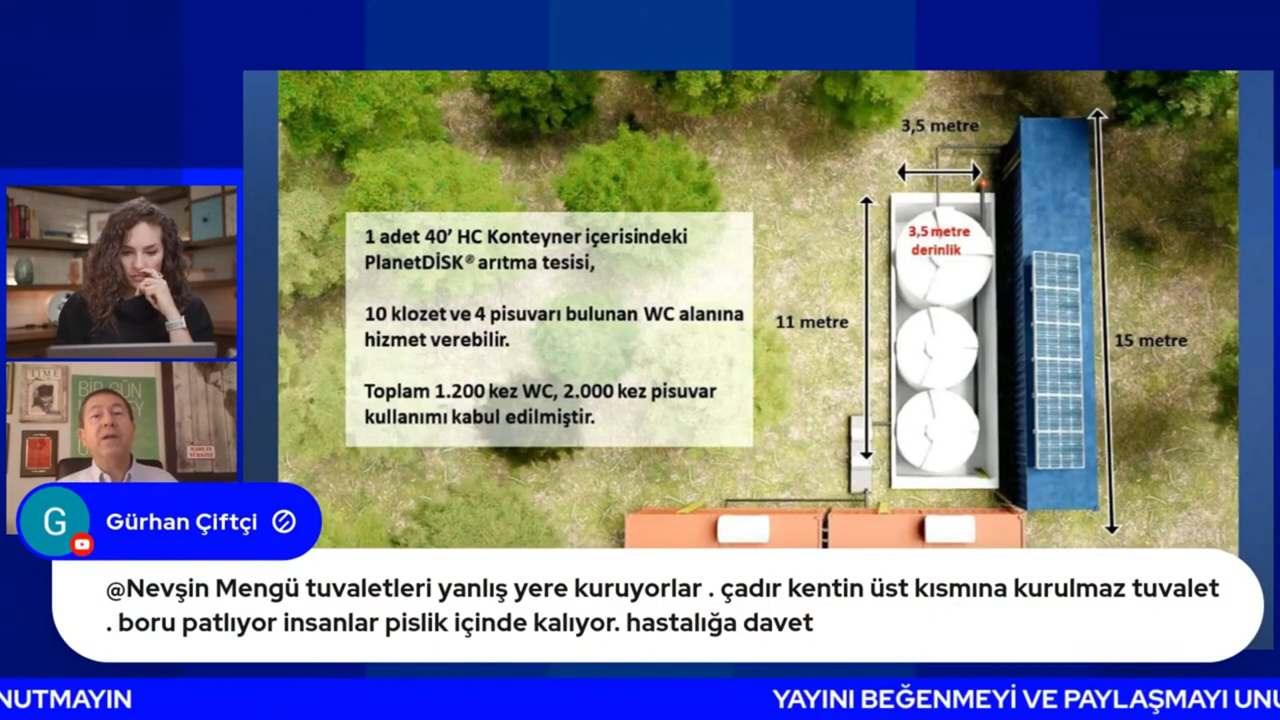 3,5 metre
3,5 metre
derinlik
1 adet 40’ HC Konteyner içerisindeki
PlanetDİSK® arıtma tesisi,
10 klozet ve 4 pisuvarı bulunan WC alanına
hizmet verebilir.
Toplam 1.200 kez WC, 2.000 kez pisuvar
kullanımı kabul edilmiştir.
11 metre
15 metre
TIME
BİR GÜN
G
Gürhan Çiftçi
@Nevşin Mengü tuvaletleri yanlış yere kuruyorlar . çadır kentin üst kısmına kurulmaz tuvalet
. boru patlıyor insanlar pislik içinde kalıyor. hastalığa davet
NUTMAYIN
YAYINI BEĞENMEYİ VE PAYLAŞMAYI UNU